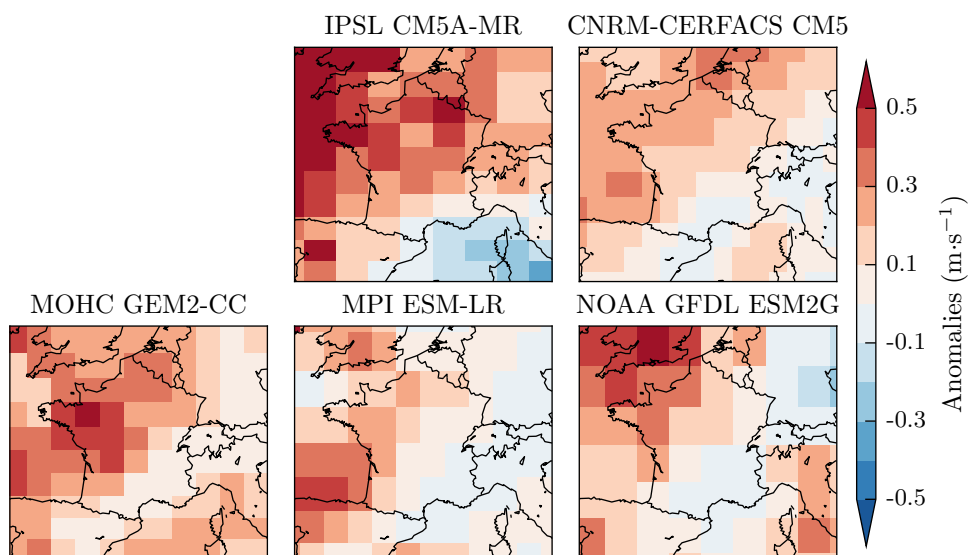 IPSL CM5A-MR
CNRM-CERFACS CM5
MOHC GEM2-CC
MPI ESM-LR
NOAA GFDL ESM2G
0.5
0.3
0.1
-0.1
-0.3
-0.5
Anomalies (m·s⁻¹)